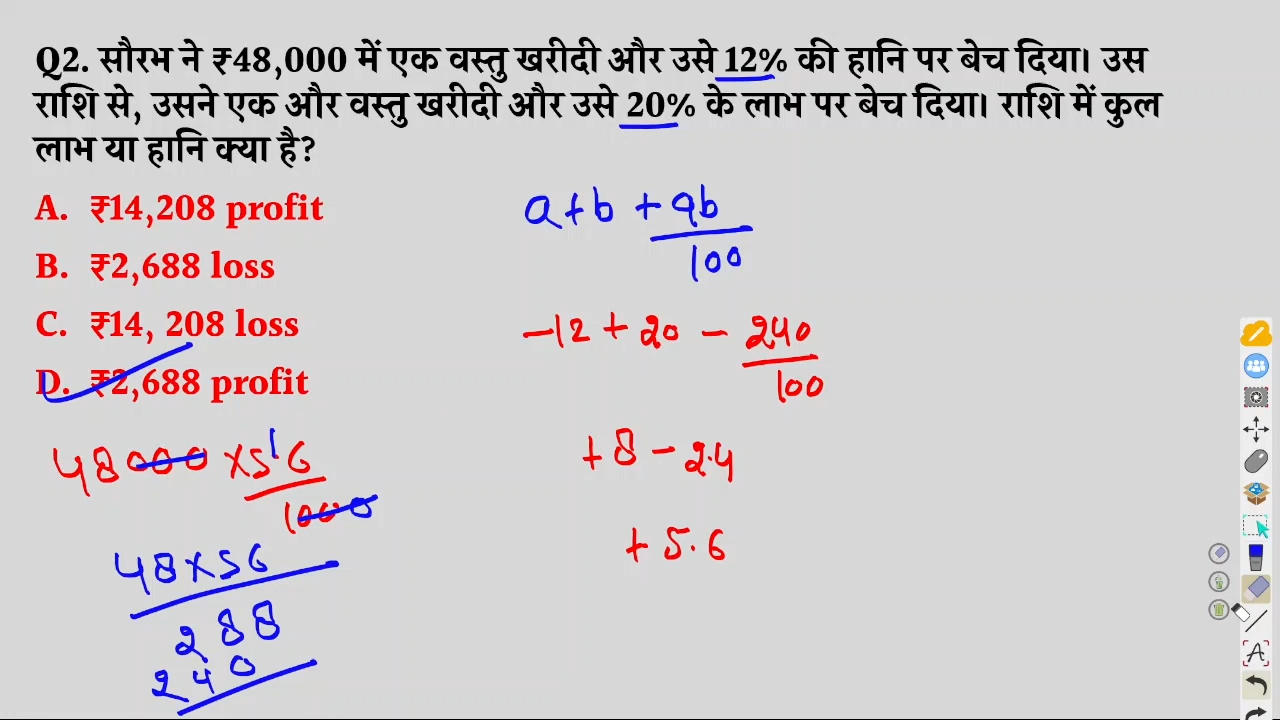 Q2. सौरभ ने ₹48,000 में एक वस्तु खरीदी और उसे 12% की हानि पर बेच दिया। उस
राशि से, उसने एक और वस्तु खरीदी और उसे 20% के लाभ पर बेच दिया। राशि में कुल
लाभ या हानि क्या है?
A. ₹14,208 profit
B. ₹2,688 loss
C. ₹14, 208 loss
D. ₹2,688 profit
a+b + ab
100
-12 + 20 - 240
100
+8 - 2.4
+5.6
48000 × 56
1000
48×56
288
240